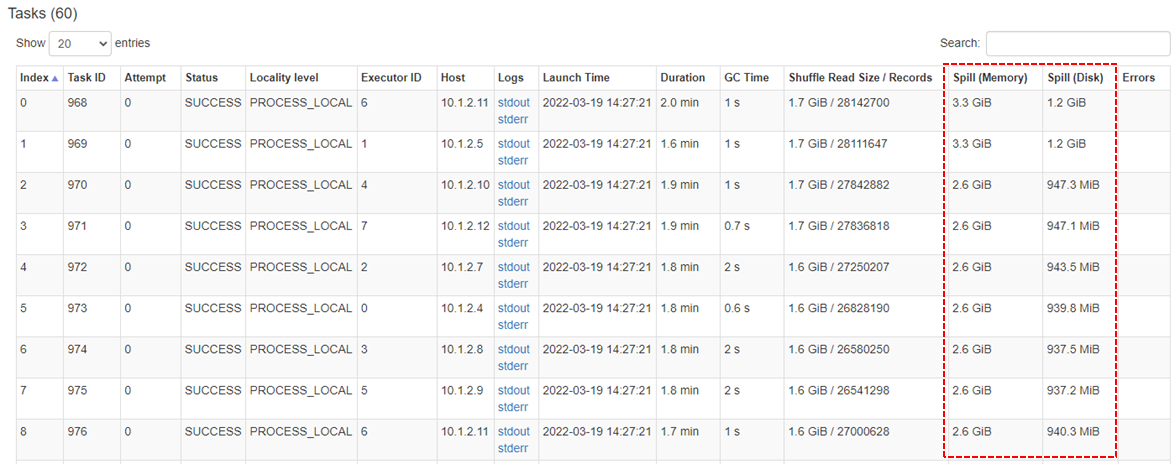 Tasks (60)
Show 20 entries Search:
Index Task ID Attempt Status Locality level Executor ID Host Logs Launch Time Duration GC Time Shuffle Read Size / Records Spill (Memory) Spill (Disk) Errors
0 968 0 SUCCESS PROCESS_LOCAL 6 10.1.2.11 stdout 2022-03-19 14:27:21 2.0 min 1 s 1.7 GiB / 28142700 3.3 GiB 1.2 GiB
stderr
1 969 0 SUCCESS PROCESS_LOCAL 1 10.1.2.5 stdout 2022-03-19 14:27:21 1.6 min 1 s 1.7 GiB / 28111647 3.3 GiB 1.2 GiB
stderr
2 970 0 SUCCESS PROCESS_LOCAL 4 10.1.2.10 stdout 2022-03-19 14:27:21 1.9 min 1 s 1.7 GiB / 27842882 2.6 GiB 947.3 MiB
stderr
3 971 0 SUCCESS PROCESS_LOCAL 7 10.1.2.12 stdout 2022-03-19 14:27:21 1.9 min 0.7 s 1.7 GiB / 27836818 2.6 GiB 947.1 MiB
stderr
4 972 0 SUCCESS PROCESS_LOCAL 2 10.1.2.7 stdout 2022-03-19 14:27:21 1.8 min 2 s 1.6 GiB / 27250207 2.6 GiB 943.5 MiB
stderr
5 973 0 SUCCESS PROCESS_LOCAL 0 10.1.2.4 stdout 2022-03-19 14:27:21 1.8 min 0.6 s 1.6 GiB / 26828190 2.6 GiB 939.8 MiB
stderr
6 974 0 SUCCESS PROCESS_LOCAL 3 10.1.2.8 stdout 2022-03-19 14:27:21 1.8 min 2 s 1.6 GiB / 26580250 2.6 GiB 937.5 MiB
stderr
7 975 0 SUCCESS PROCESS_LOCAL 5 10.1.2.9 stdout 2022-03-19 14:27:21 1.8 min 2 s 1.6 GiB / 26541298 2.6 GiB 937.2 MiB
stderr
8 976 0 SUCCESS PROCESS_LOCAL 6 10.1.2.11 stdout 2022-03-19 14:27:21 1.7 min 1 s 1.6 GiB / 27000628 2.6 GiB 940.3 MiB
stderr